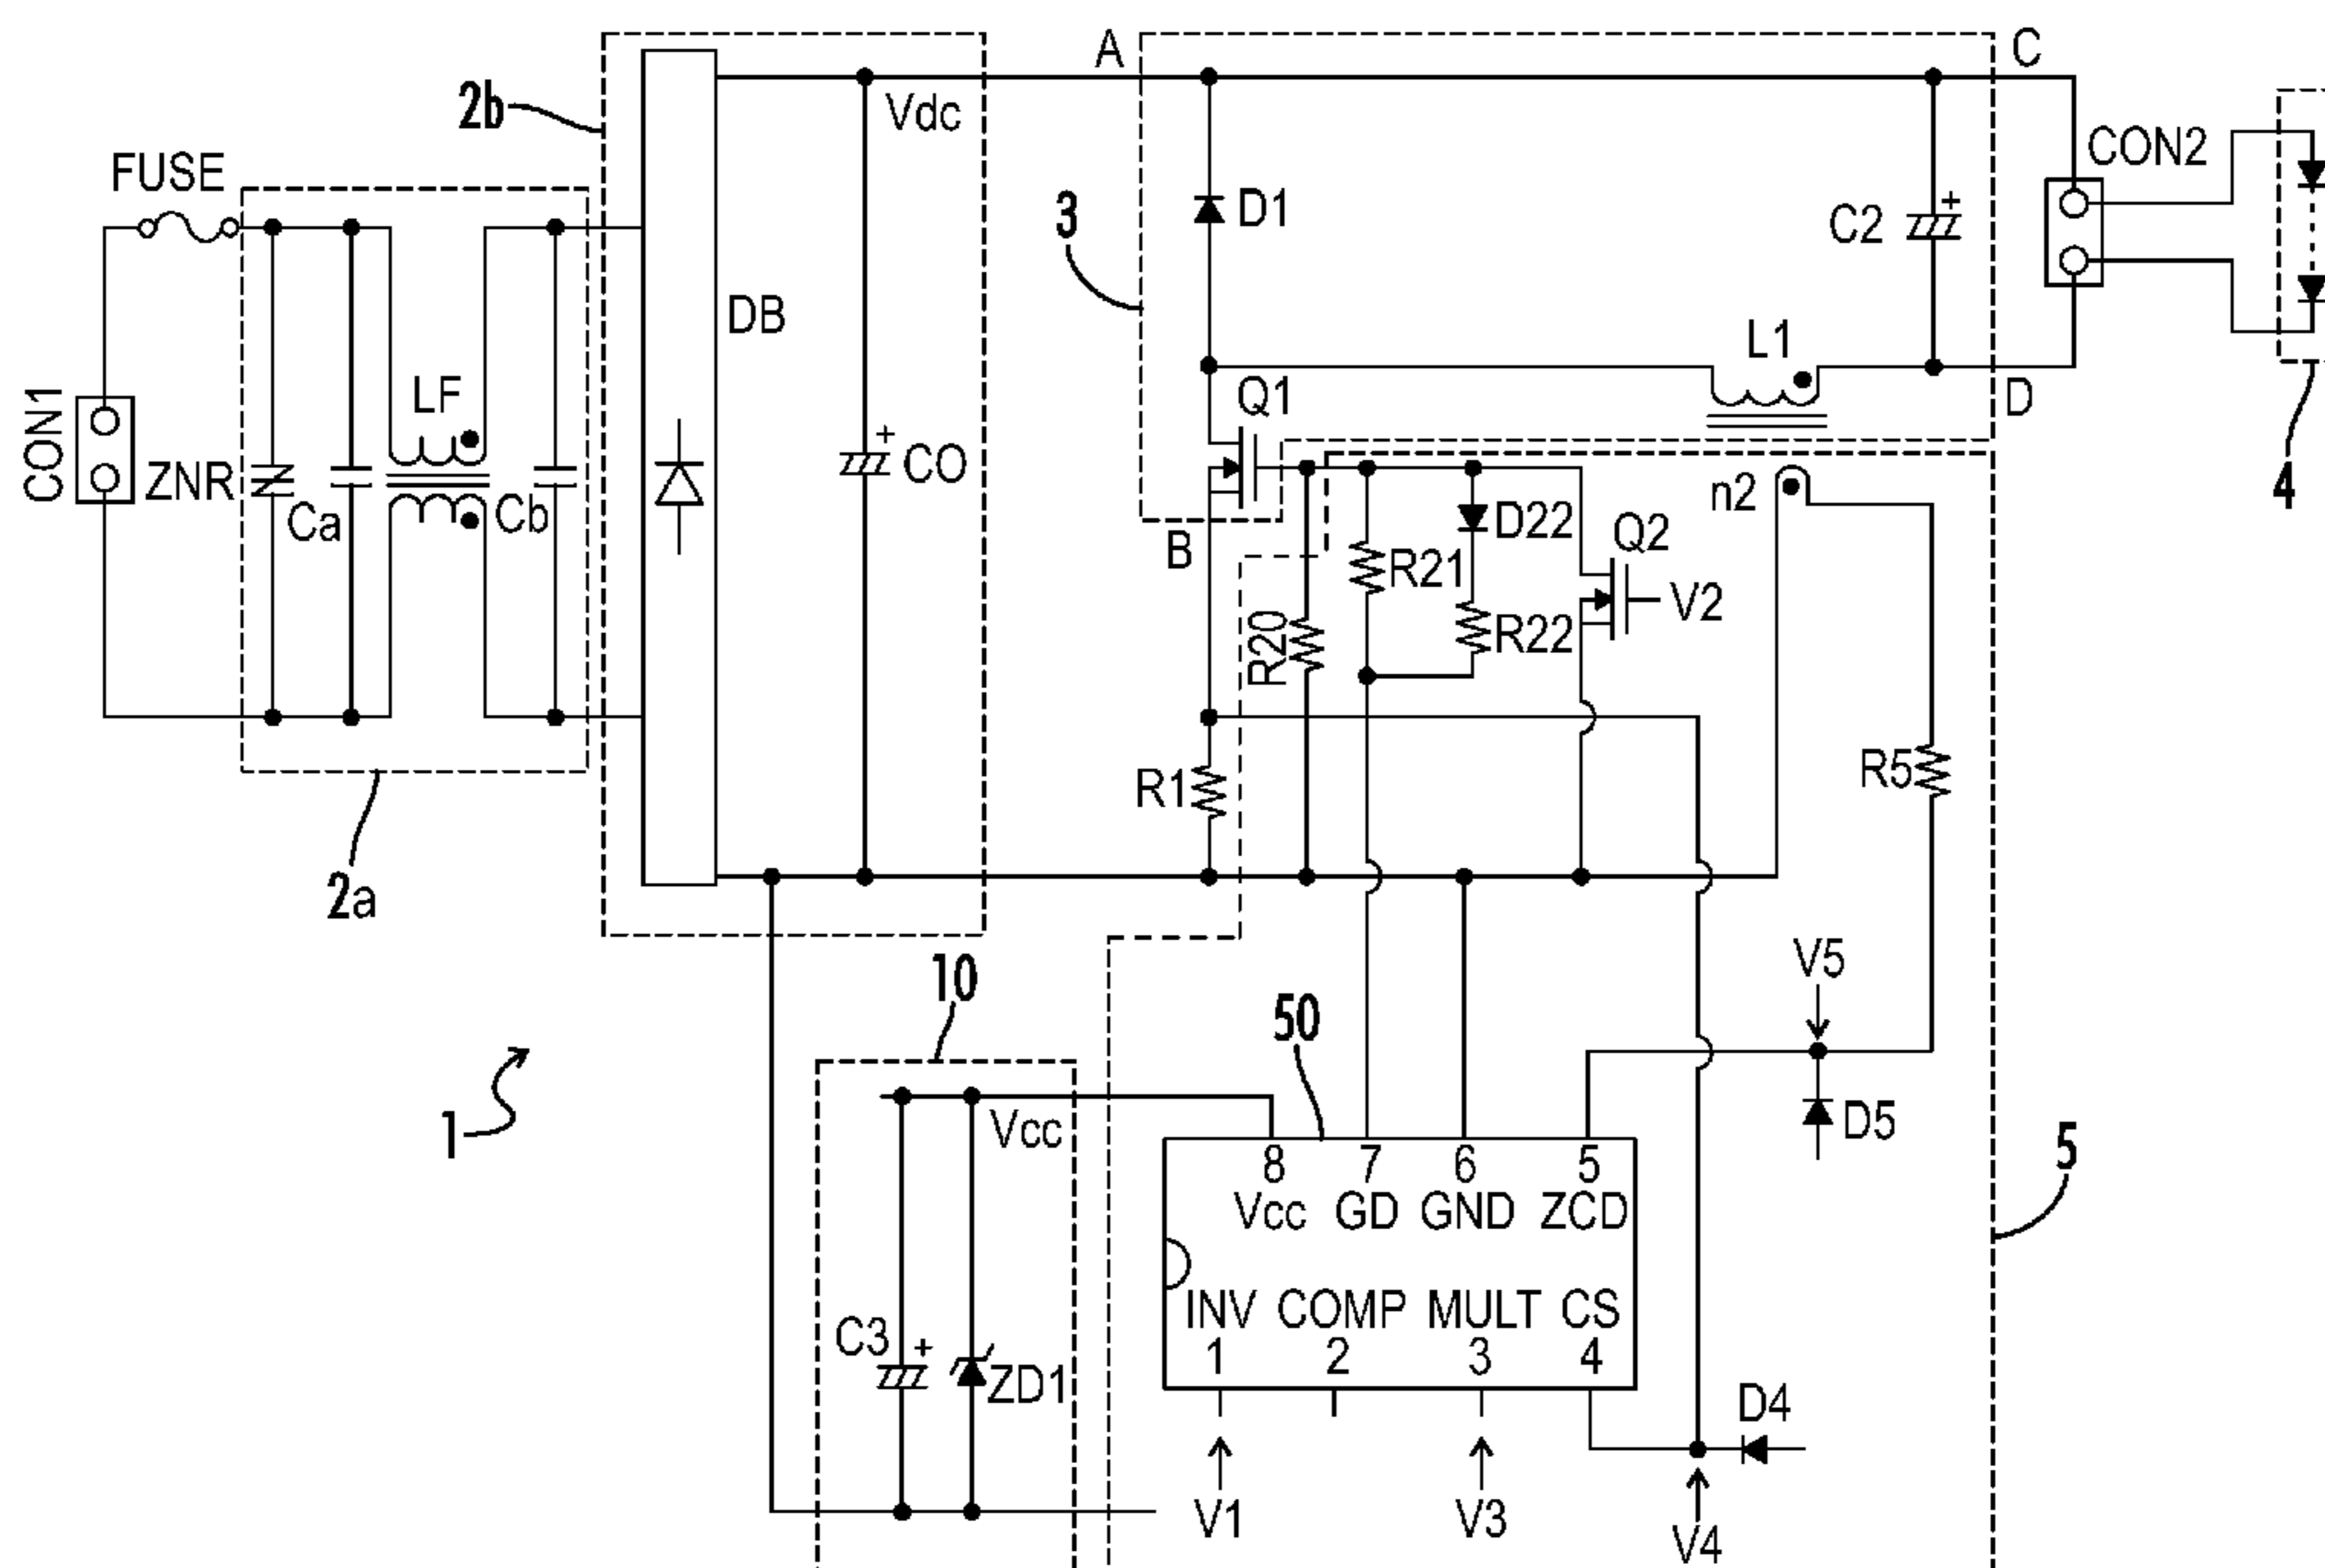 A
C
2b
Vdc
CON2
FUSE
3
D1
C2
DB
L1
CON1
LF
Q1
D
ZNR
CO
4
Ca
Cb
n2
B
D22
Q2
R21
V2
R20
R22
R1
R5
2a
10
V5
50
1
Vcc
D5
5
8
7
6
5
Vcc
GD
GND
ZCD
INV
COMP
MULT
CS
1
2
3
4
C3
ZD1
D4
V1
V3
V4
+
+
+